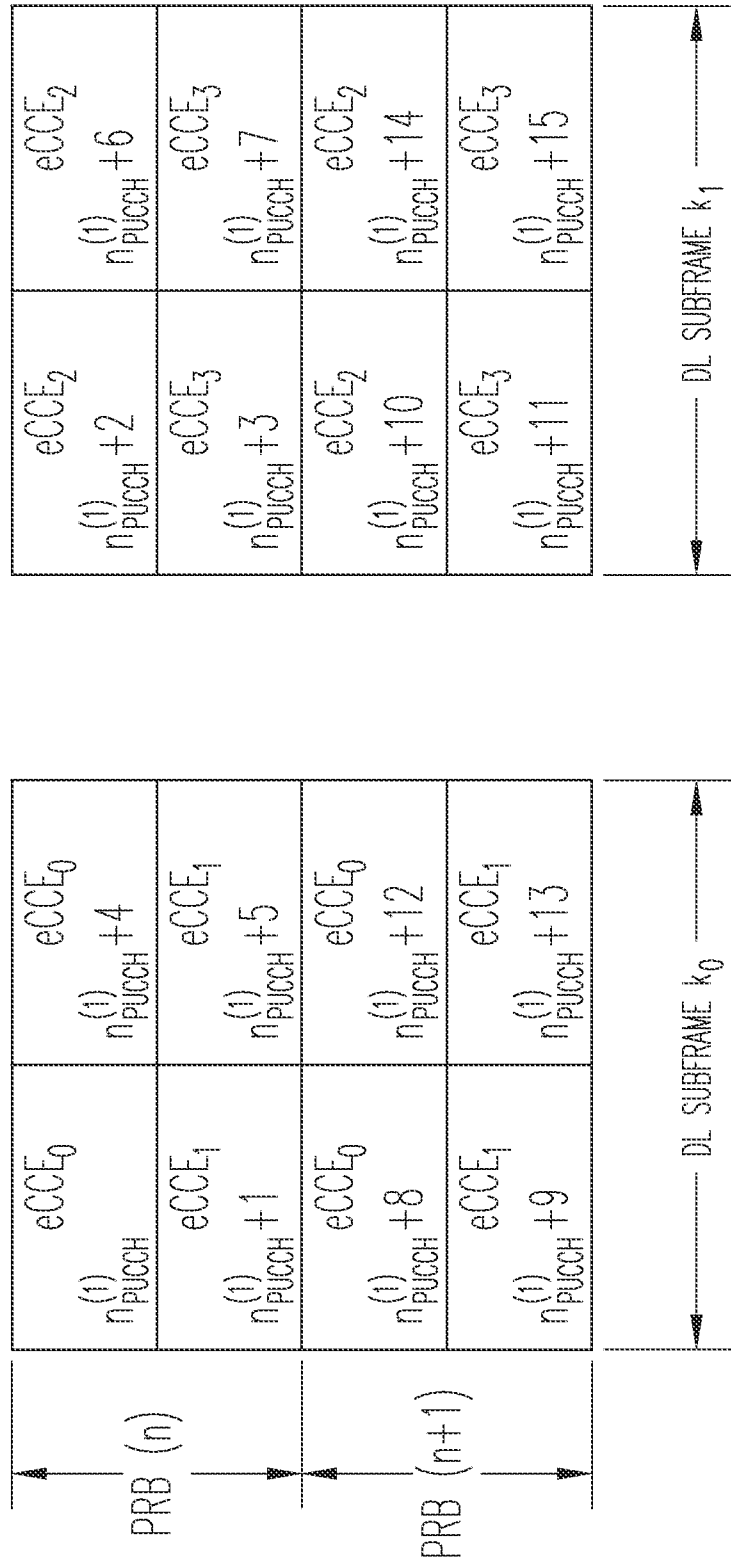 PRB (n)
eCCE₀
n⁽¹⁾PUCCH
eCCE₀
n⁽¹⁾PUCCH +4
eCCE₁
n⁽¹⁾PUCCH +1
eCCE₁
n⁽¹⁾PUCCH +5
PRB (n+1)
eCCE₀
n⁽¹⁾PUCCH +8
eCCE₀
n⁽¹⁾PUCCH +12
eCCE₁
n⁽¹⁾PUCCH +9
eCCE₁
n⁽¹⁾PUCCH +13
DL SUBFRAME k₀
eCCE₂
n⁽¹⁾PUCCH +2
eCCE₂
n⁽¹⁾PUCCH +6
eCCE₃
n⁽¹⁾PUCCH +3
eCCE₃
n⁽¹⁾PUCCH +7
eCCE₂
n⁽¹⁾PUCCH +10
eCCE₂
n⁽¹⁾PUCCH +14
eCCE₃
n⁽¹⁾PUCCH +11
eCCE₃
n⁽¹⁾PUCCH +15
DL SUBFRAME k₁